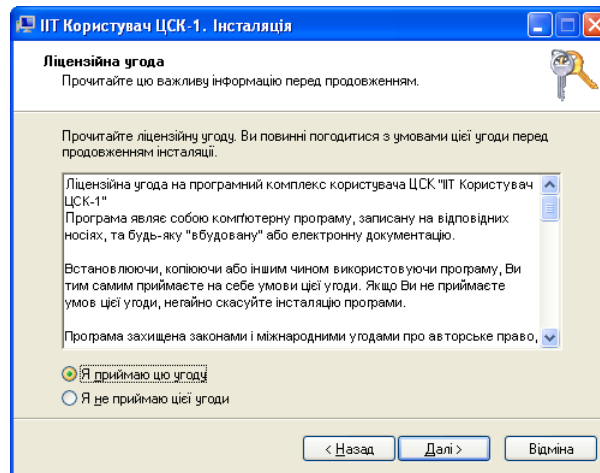 ІІТ Користувач ЦСК-1. Інсталяція
Ліцензійна угода
Прочитайте цю важливу інформацію перед продовженням.
Прочитайте ліцензійну угоду. Ви повинні погодитися з умовами цієї угоди перед
продовженням інсталяції.
Ліцензійна угода на програмний комплекс користувача ЦСК "ІІТ Користувач
ЦСК-1"
Програма являє собою комп'ютерну програму, записану на відповідних
носіях, та будь-яку "вбудовану" або електронну документацію.
Встановлюючи, копіюючи або іншим чином використовуючи програму, Ви
тим самим приймаєте на себе умови цієї угоди. Якщо Ви не приймаєте
умов цієї угоди, негайно скасуйте інсталяцію програми.
Програма захищена законами і міжнародними угодами про авторське право,
Я приймаю цю угоду
Я не приймаю цієї угоди
< Назад
Далі >
Відміна